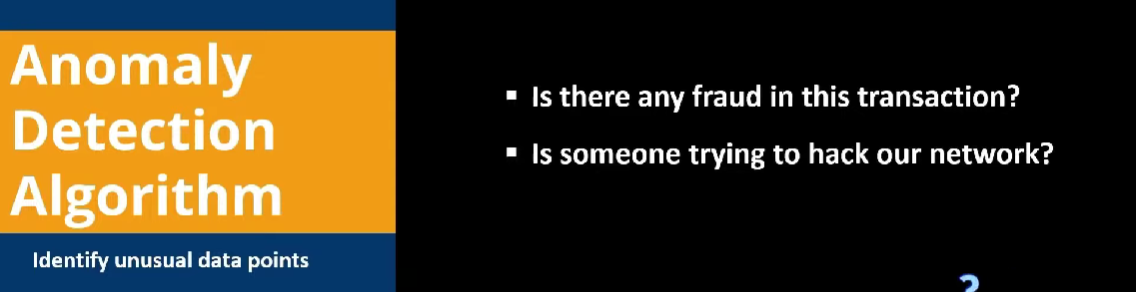 Anomaly
Detection
Algorithm
Identify unusual data points
▪ Is there any fraud in this transaction?
▪ Is someone trying to hack our network?
?